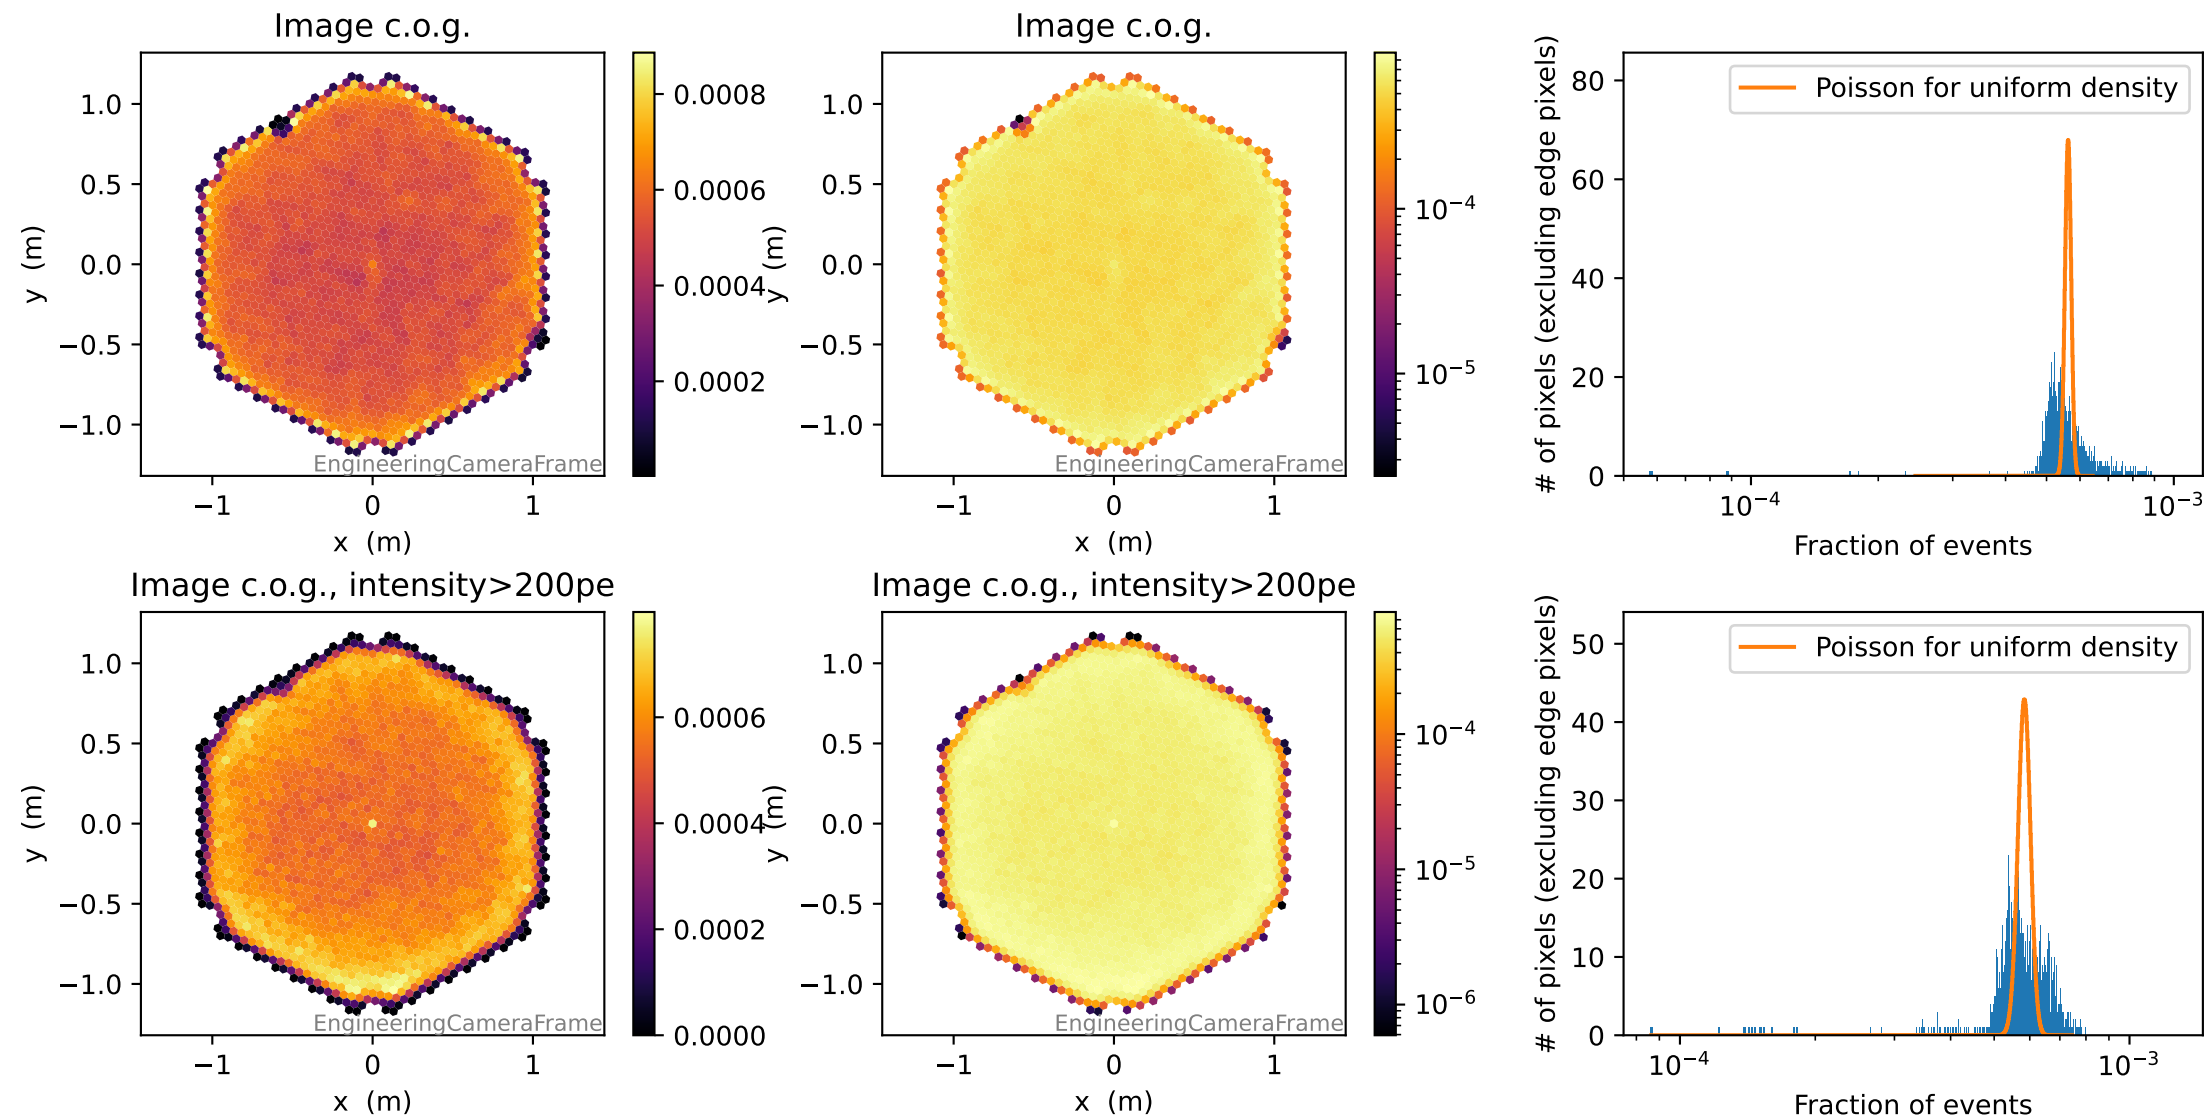 Image c.o.g.
y (m)
1.0
0.5
0.0
−0.5
−1.0
−1
0
1
x (m)
EngineeringCameraFrame
0.0008
0.0006
0.0004
0.0002
Image c.o.g.
y (m)
1.0
0.5
0.0
−0.5
−1.0
−1
0
1
x (m)
EngineeringCameraFrame
10⁻⁴
10⁻⁵
# of pixels (excluding edge pixels)
80
60
40
20
0
Poisson for uniform density
10⁻⁴
10⁻³
Fraction of events
Image c.o.g., intensity>200pe
y (m)
1.0
0.5
0.0
−0.5
−1.0
−1
0
1
x (m)
EngineeringCameraFrame
0.0006
0.0004
0.0002
0.0000
Image c.o.g., intensity>200pe
y (m)
1.0
0.5
0.0
−0.5
−1.0
−1
0
1
x (m)
EngineeringCameraFrame
10⁻⁴
10⁻⁵
10⁻⁶
# of pixels (excluding edge pixels)
50
40
30
20
10
0
Poisson for uniform density
10⁻⁴
10⁻³
Fraction of events